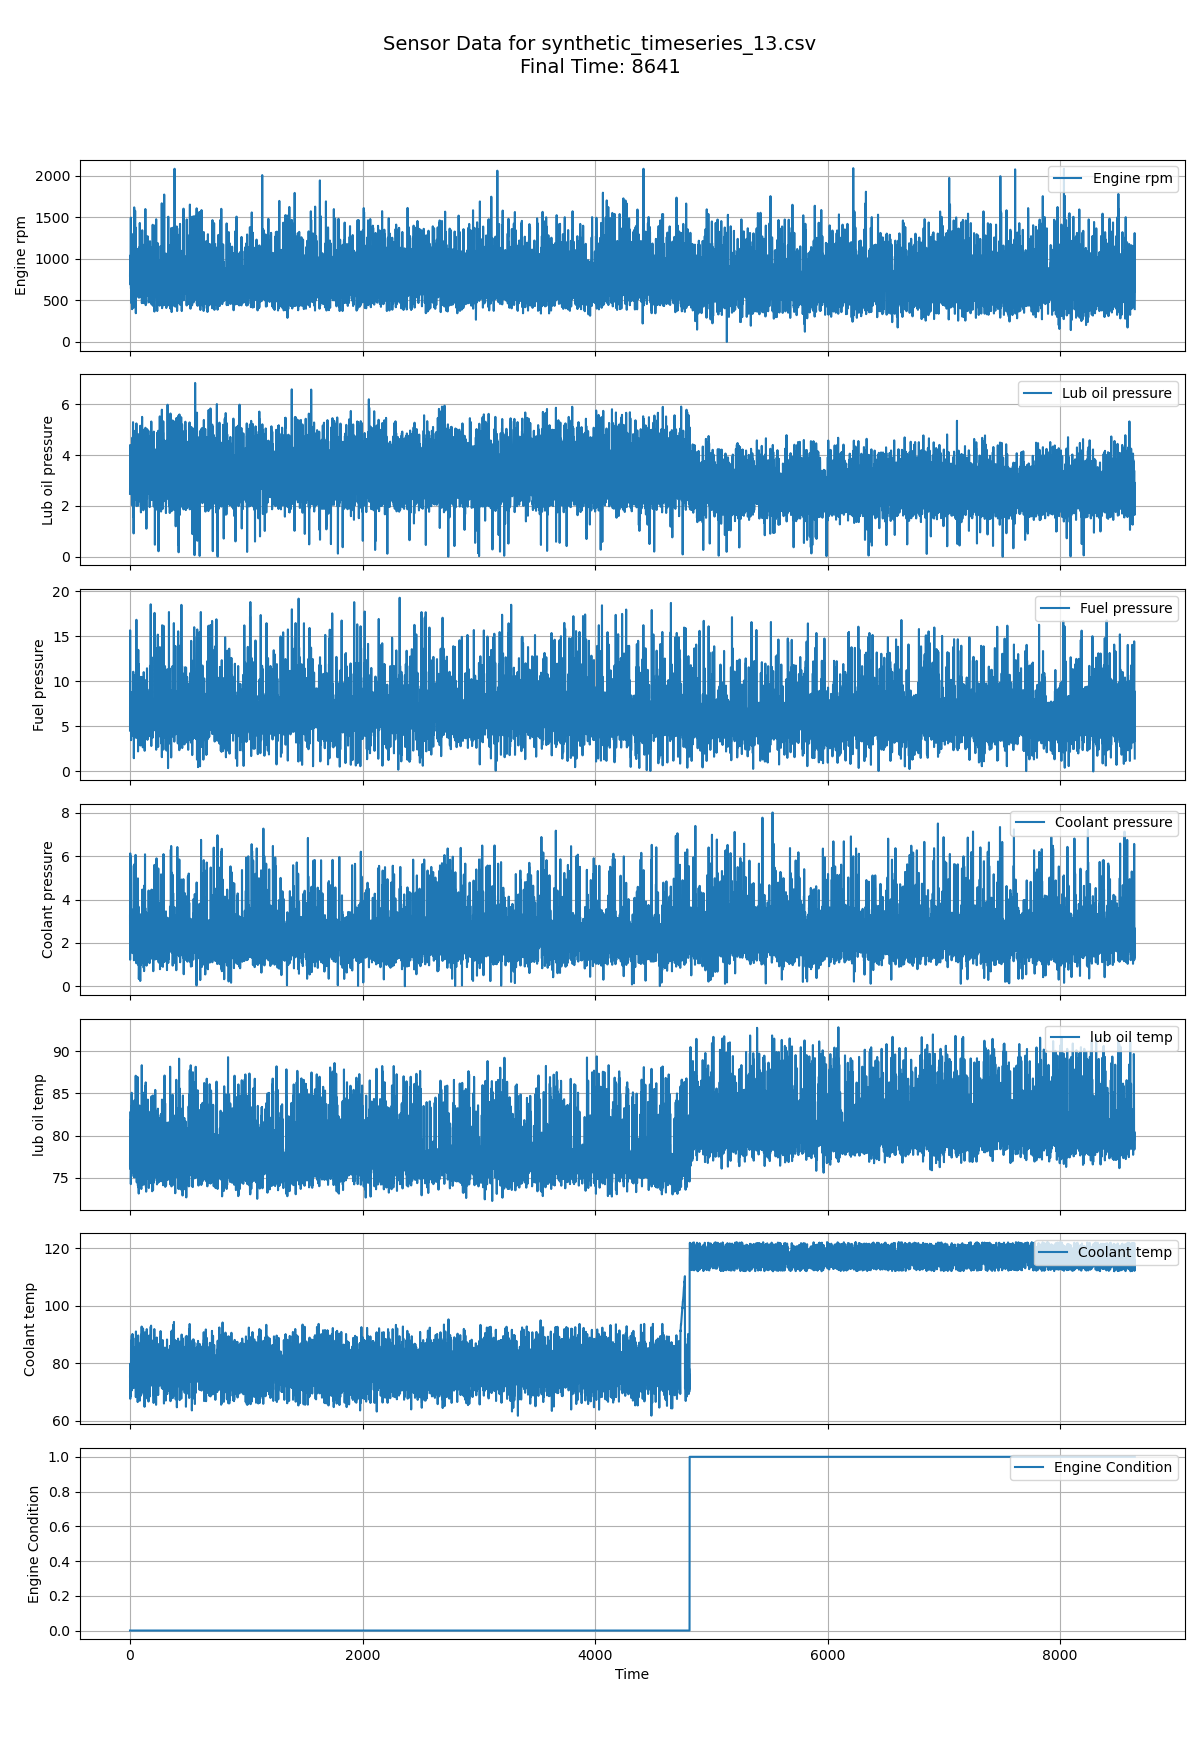 Sensor Data for synthetic_timeseries_13.csv
Final Time: 8641
2000
1500
1000
500
0
Engine rpm
Engine rpm
6
4
2
0
Lub oil pressure
Lub oil pressure
20
15
10
5
0
Fuel pressure
Fuel pressure
8
6
4
2
0
Coolant pressure
Coolant pressure
90
85
80
75
lub oil temp
lub oil temp
120
100
80
60
Coolant temp
Coolant temp
1.0
0.8
0.6
0.4
0.2
0.0
Engine Condition
Engine Condition
0 2000 4000 6000 8000
Time